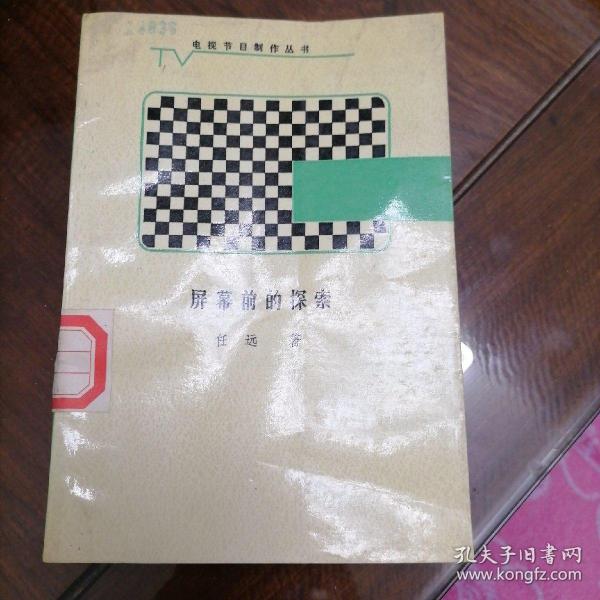 电视节目制作丛书
TV
屏幕前的探索
任远 著
孔夫子旧书网
www.kongfz.com